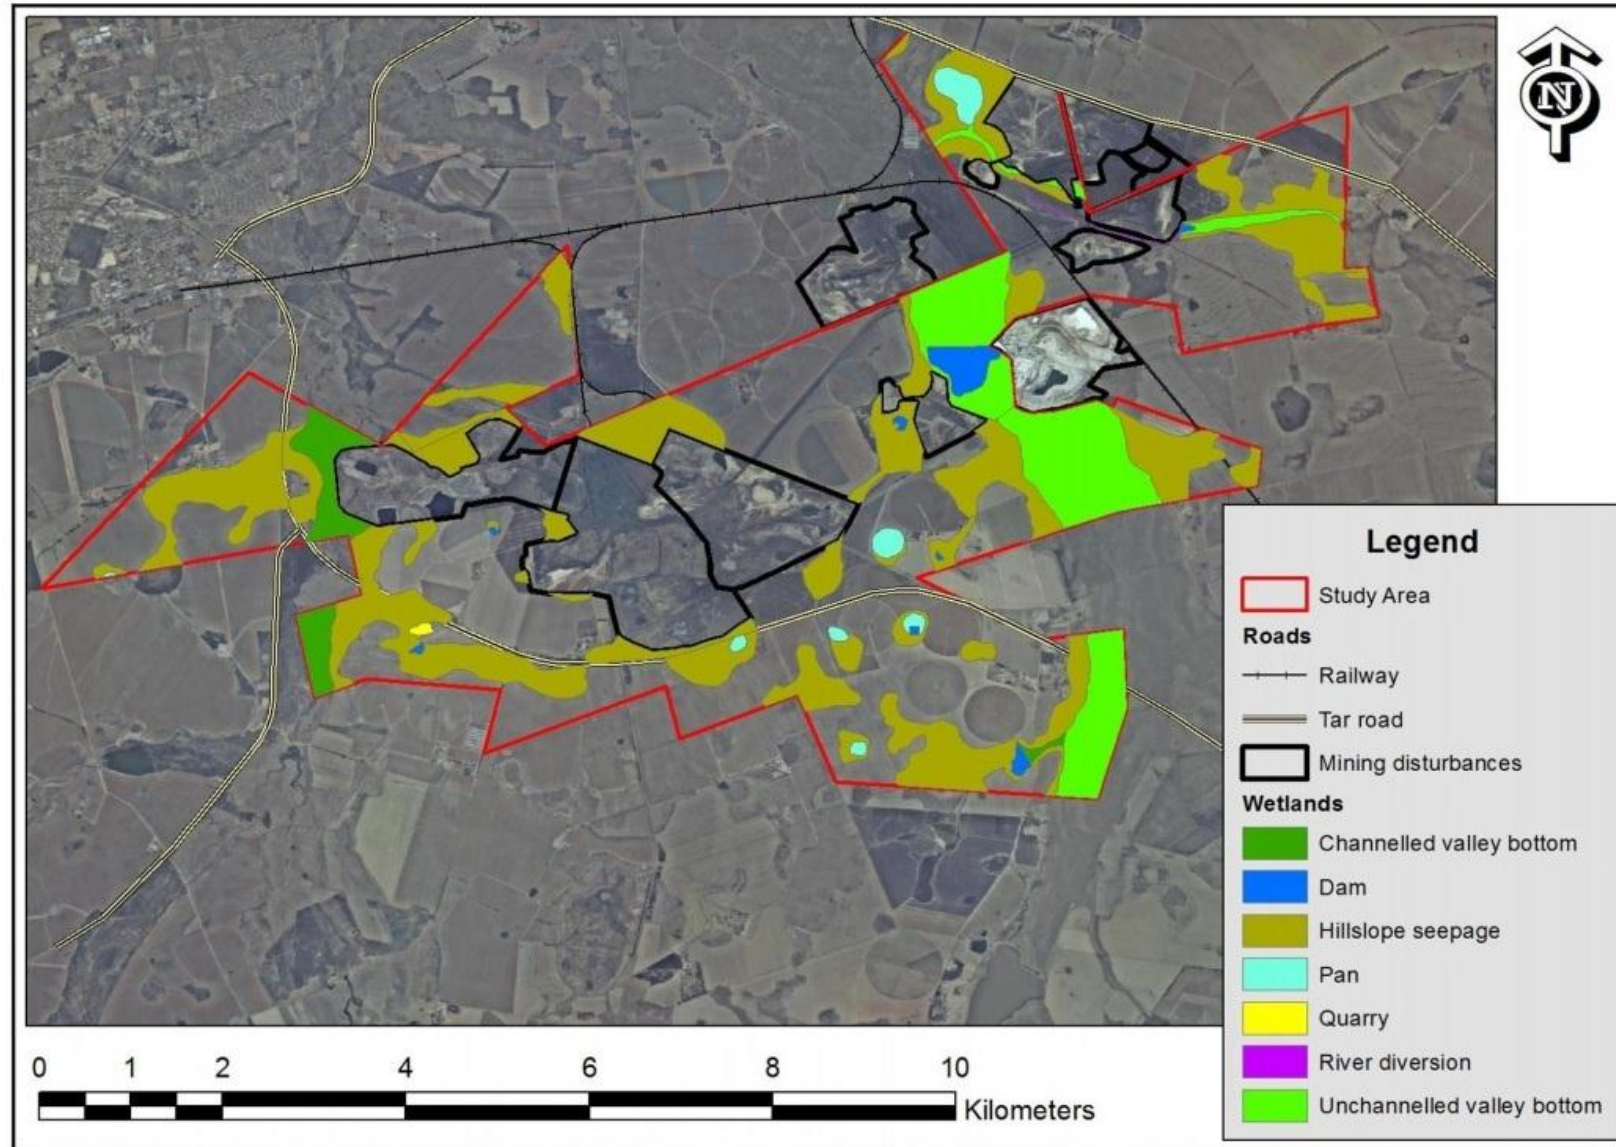 N
Legend
Study Area
Roads
Railway
Tar road
Mining disturbances
Wetlands
Channelled valley bottom
Dam
Hillslope seepage
Pan
Quarry
River diversion
Unchannelled valley bottom
0 1 2 4 6 8 10
Kilometers